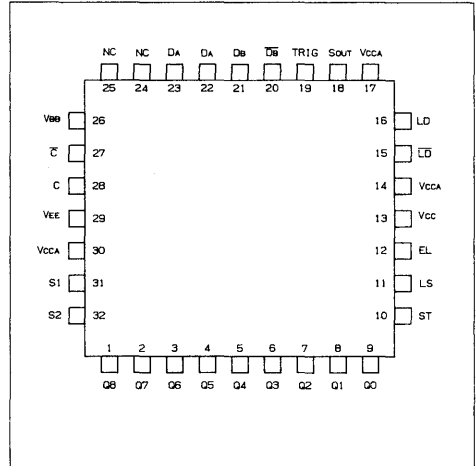 NC NC DA DA DB D̅B̅ TRIG SOUT VCCA
25 24 23 22 21 20 19 18 17
VBB 26 16 LD
C̅ 27 15 L̅D̅
C 28 14 VCCA
VEE 29 13 VCC
VCCA 30 12 EL
S1 31 11 LS
S2 32 10 ST
1 2 3 4 5 6 7 8 9
Q8 Q7 Q6 Q5 Q4 Q3 Q2 Q1 Q0